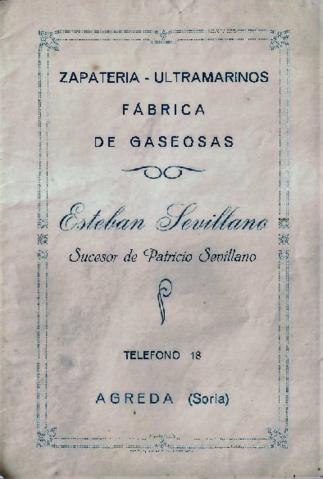 ZAPATERIA - ULTRAMARINOS
FÁBRICA
DE GASEOSAS
Esteban Sevillano
Sucesor de Patricio Sevillano
TELEFONO 18
AGREDA (Soria)